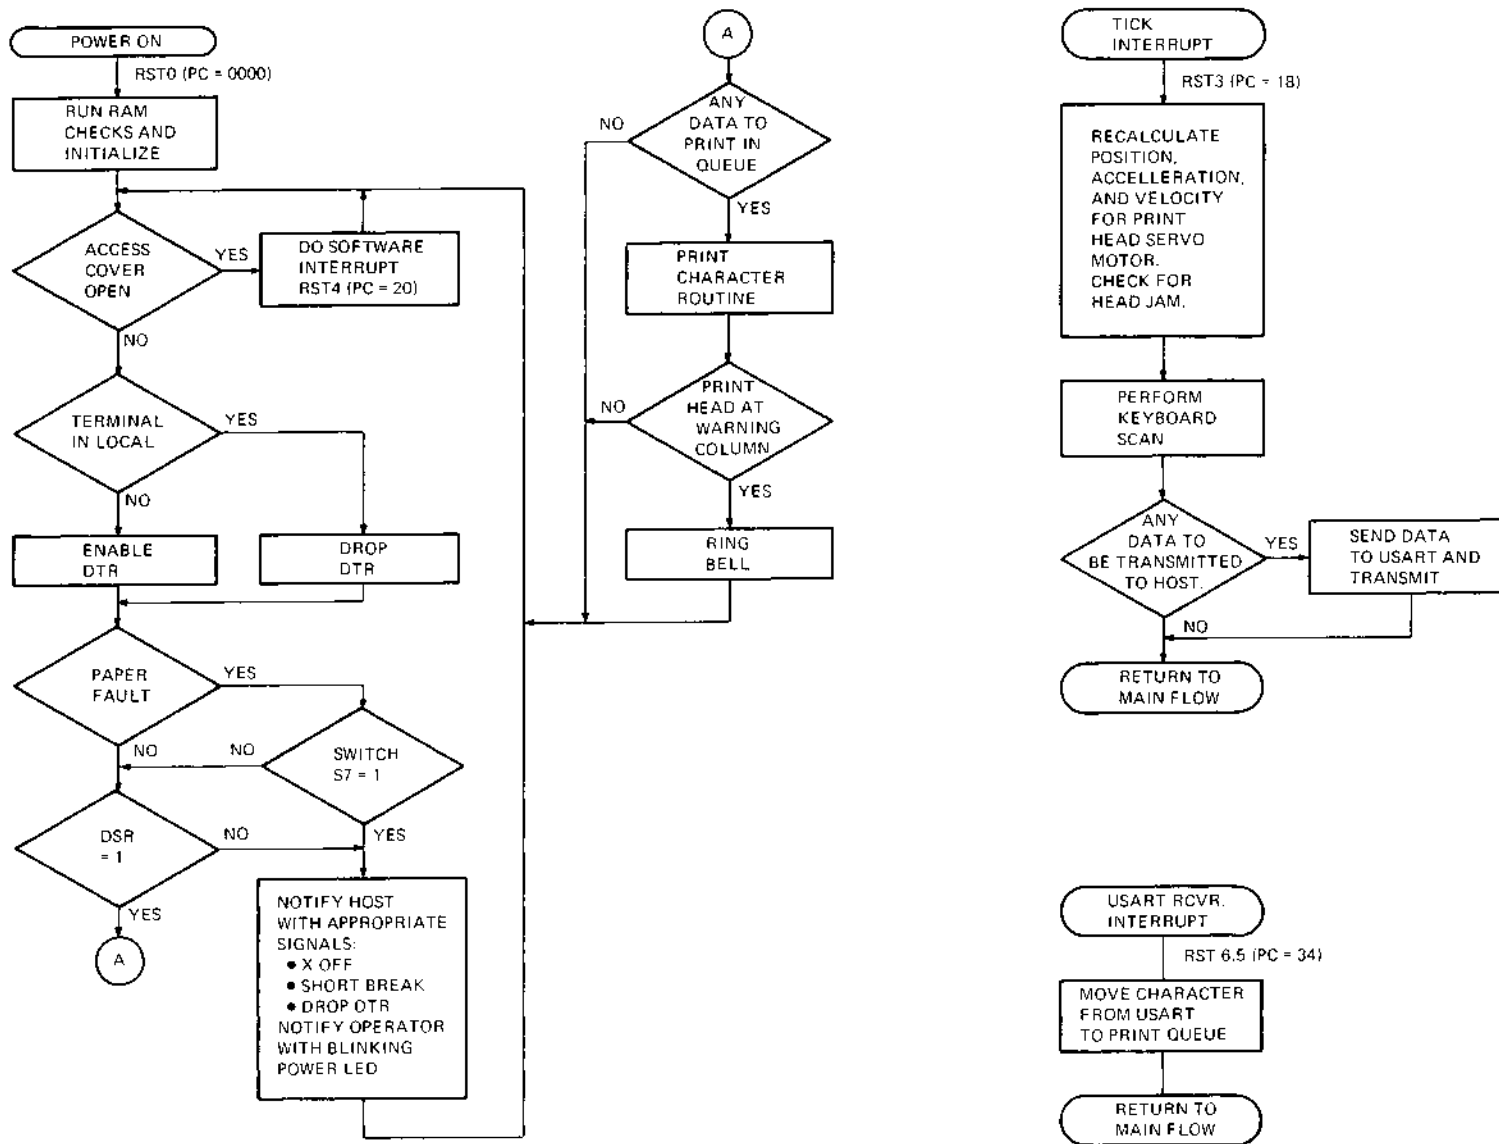 POWER ON
RST0 (PC = 0000)
RUN RAM
CHECKS AND
INITIALIZE
ACCESS
COVER
OPEN
YES
DO SOFTWARE
INTERRUPT
RST4 (PC = 20)
NO
TERMINAL
IN LOCAL
YES
NO
ENABLE
DTR
DROP
DTR
PAPER
FAULT
YES
NO
NO
SWITCH
S7 = 1
YES
DSR
= 1
NO
YES
A
NOTIFY HOST
WITH APPROPRIATE
SIGNALS:
● X OFF
● SHORT BREAK
● DROP DTR
NOTIFY OPERATOR
WITH BLINKING
POWER LED
A
ANY
DATA TO
PRINT IN
QUEUE
NO
YES
PRINT
CHARACTER
ROUTINE
PRINT
HEAD AT
WARNING
COLUMN
NO
YES
RING
BELL
TICK
INTERRUPT
RST3 (PC = 18)
RECALCULATE
POSITION,
ACCELLERATION,
AND VELOCITY
FOR PRINT
HEAD SERVO
MOTOR.
CHECK FOR
HEAD JAM.
PERFORM
KEYBOARD
SCAN
ANY
DATA TO
BE TRANSMITTED
TO HOST.
YES
SEND DATA
TO USART AND
TRANSMIT
NO
RETURN TO
MAIN FLOW
USART RCVR.
INTERRUPT
RST 6.5 (PC = 34)
MOVE CHARACTER
FROM USART
TO PRINT QUEUE
RETURN TO
MAIN FLOW